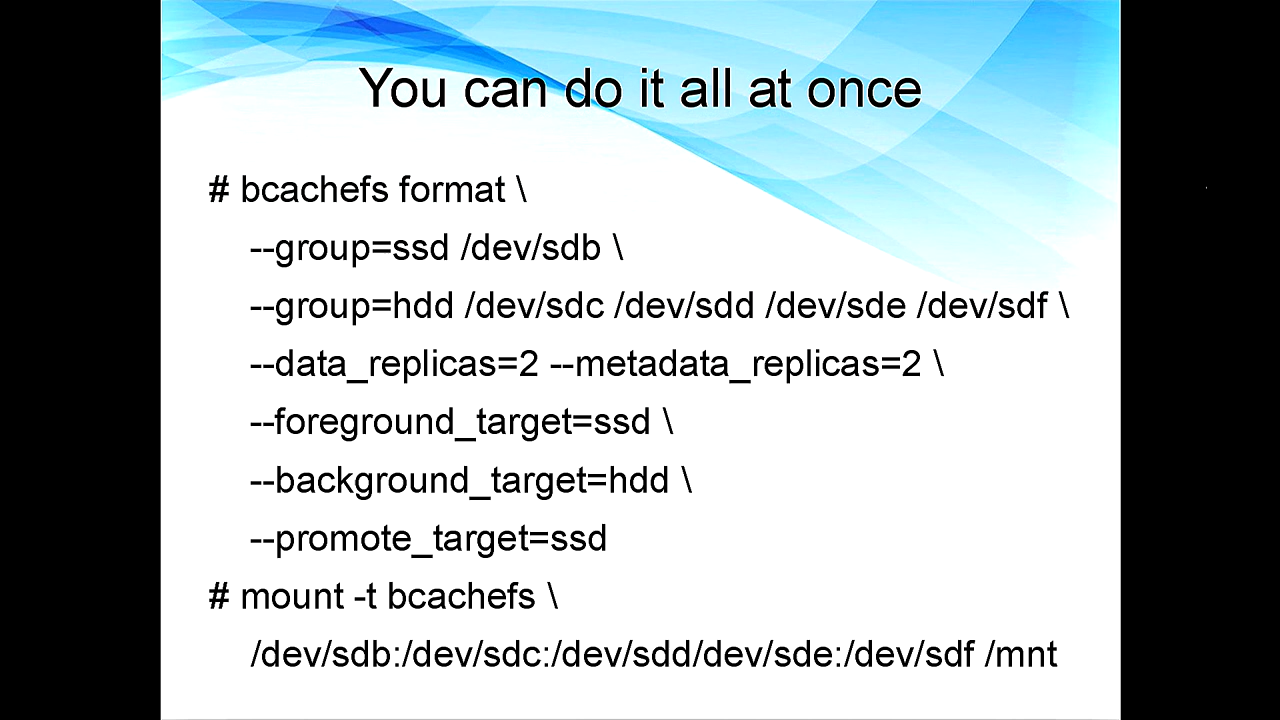 You can do it all at once
# bcachefs format \
--group=ssd /dev/sdb \
--group=hdd /dev/sdc /dev/sdd /dev/sde /dev/sdf \
--data_replicas=2 --metadata_replicas=2 \
--foreground_target=ssd \
--background_target=hdd \
--promote_target=ssd
# mount -t bcachefs \
/dev/sdb:/dev/sdc:/dev/sdd/dev/sde:/dev/sdf /mnt